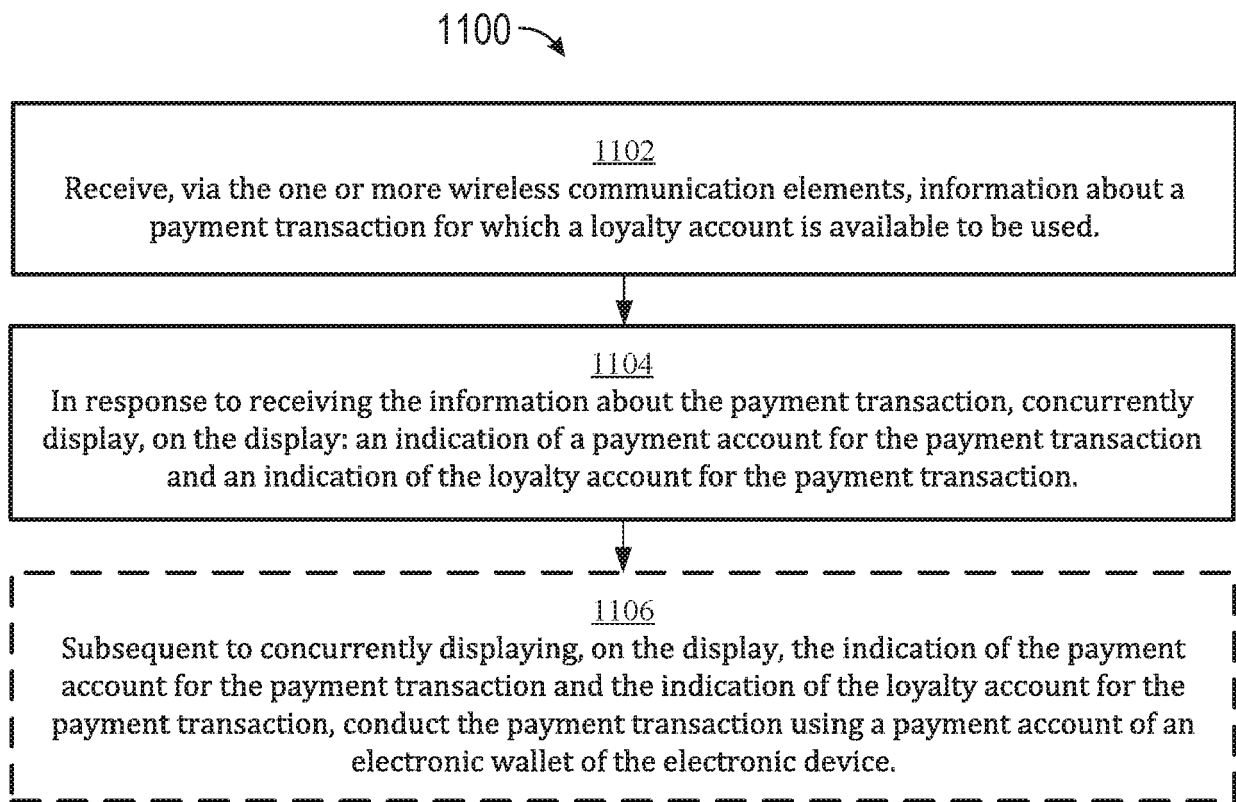 1100
1102
Receive, via the one or more wireless communication elements, information about a
payment transaction for which a loyalty account is available to be used.
1104
In response to receiving the information about the payment transaction, concurrently
display, on the display: an indication of a payment account for the payment transaction
and an indication of the loyalty account for the payment transaction.
1106
Subsequent to concurrently displaying, on the display, the indication of the payment
account for the payment transaction and the indication of the loyalty account for the
payment transaction, conduct the payment transaction using a payment account of an
electronic wallet of the electronic device.